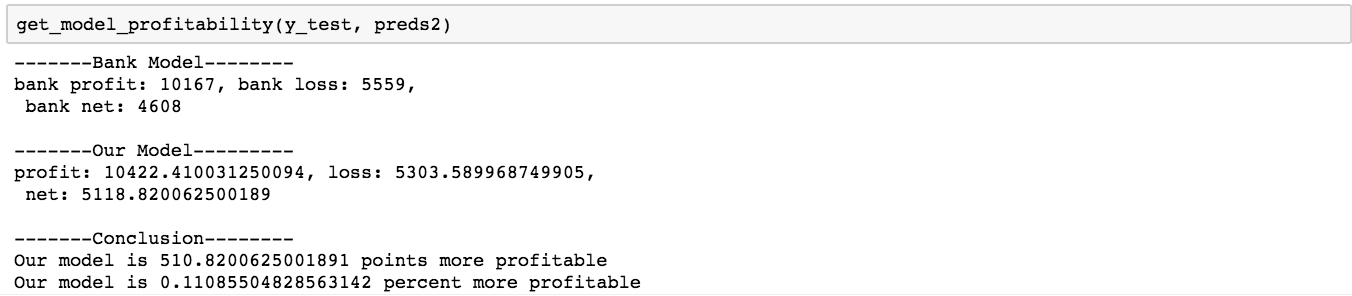 get_model_profitability(y_test, preds2)
-------Bank Model--------
bank profit: 10167, bank loss: 5559,
bank net: 4608
-------Our Model---------
profit: 10422.410031250094, loss: 5303.589968749905,
net: 5118.820062500189
-------Conclusion--------
Our model is 510.8200625001891 points more profitable
Our model is 0.11085504828563142 percent more profitable